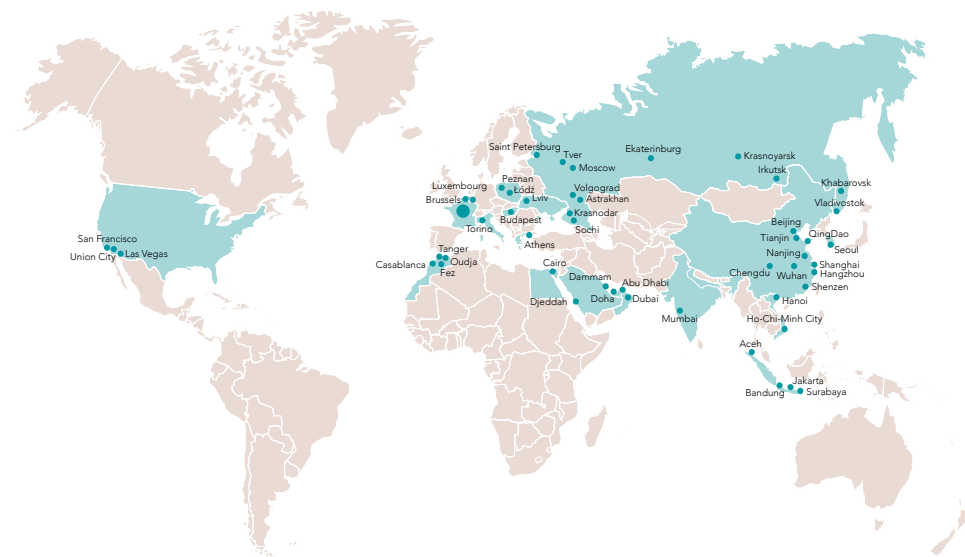 Saint Petersburg
Tver
Moscow
Ekaterinburg
Krasnoyarsk
Irkutsk
Khabarovsk
Vladivostok
Luxembourg
Brussels
Peznan
Łódź
Lviv
Volgograd
Astrakhan
Krasnodar
Sochi
Budapest
Torino
Athens
San Francisco
Union City
Las Vegas
Tanger
Oudja
Casablanca
Fez
Cairo
Dammam
Abu Dhabi
Djeddah
Doha
Dubai
Beijing
QingDao
Tianjin
Seoul
Nanjing
Shanghai
Chengdu
Wuhan
Hangzhou
Shenzen
Hanoi
Mumbai
Ho-Chi-Minh City
Aceh
Jakarta
Bandung
Surabaya